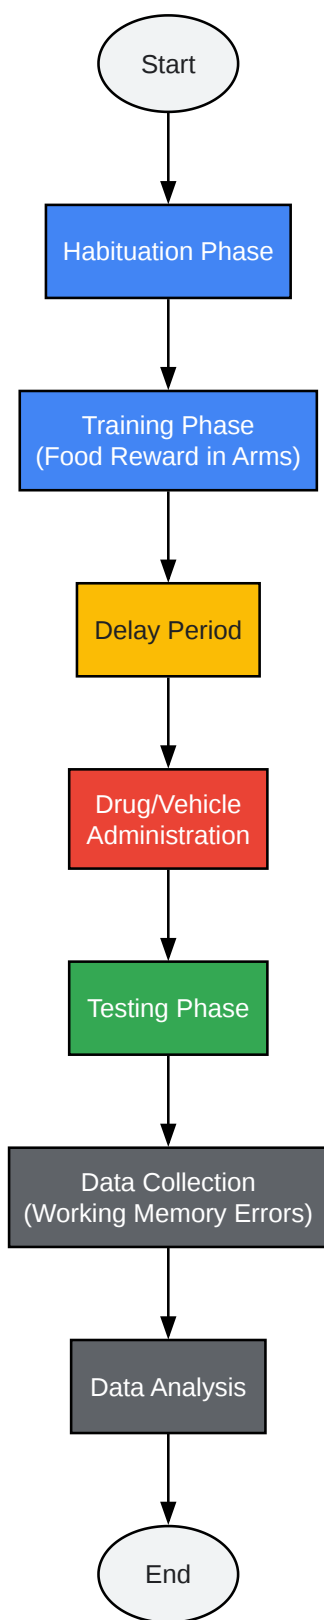 Start
Habituation Phase
Training Phase
(Food Reward in Arms)
Delay Period
Drug/Vehicle
Administration
Testing Phase
Data Collection
(Working Memory Errors)
Data Analysis
End